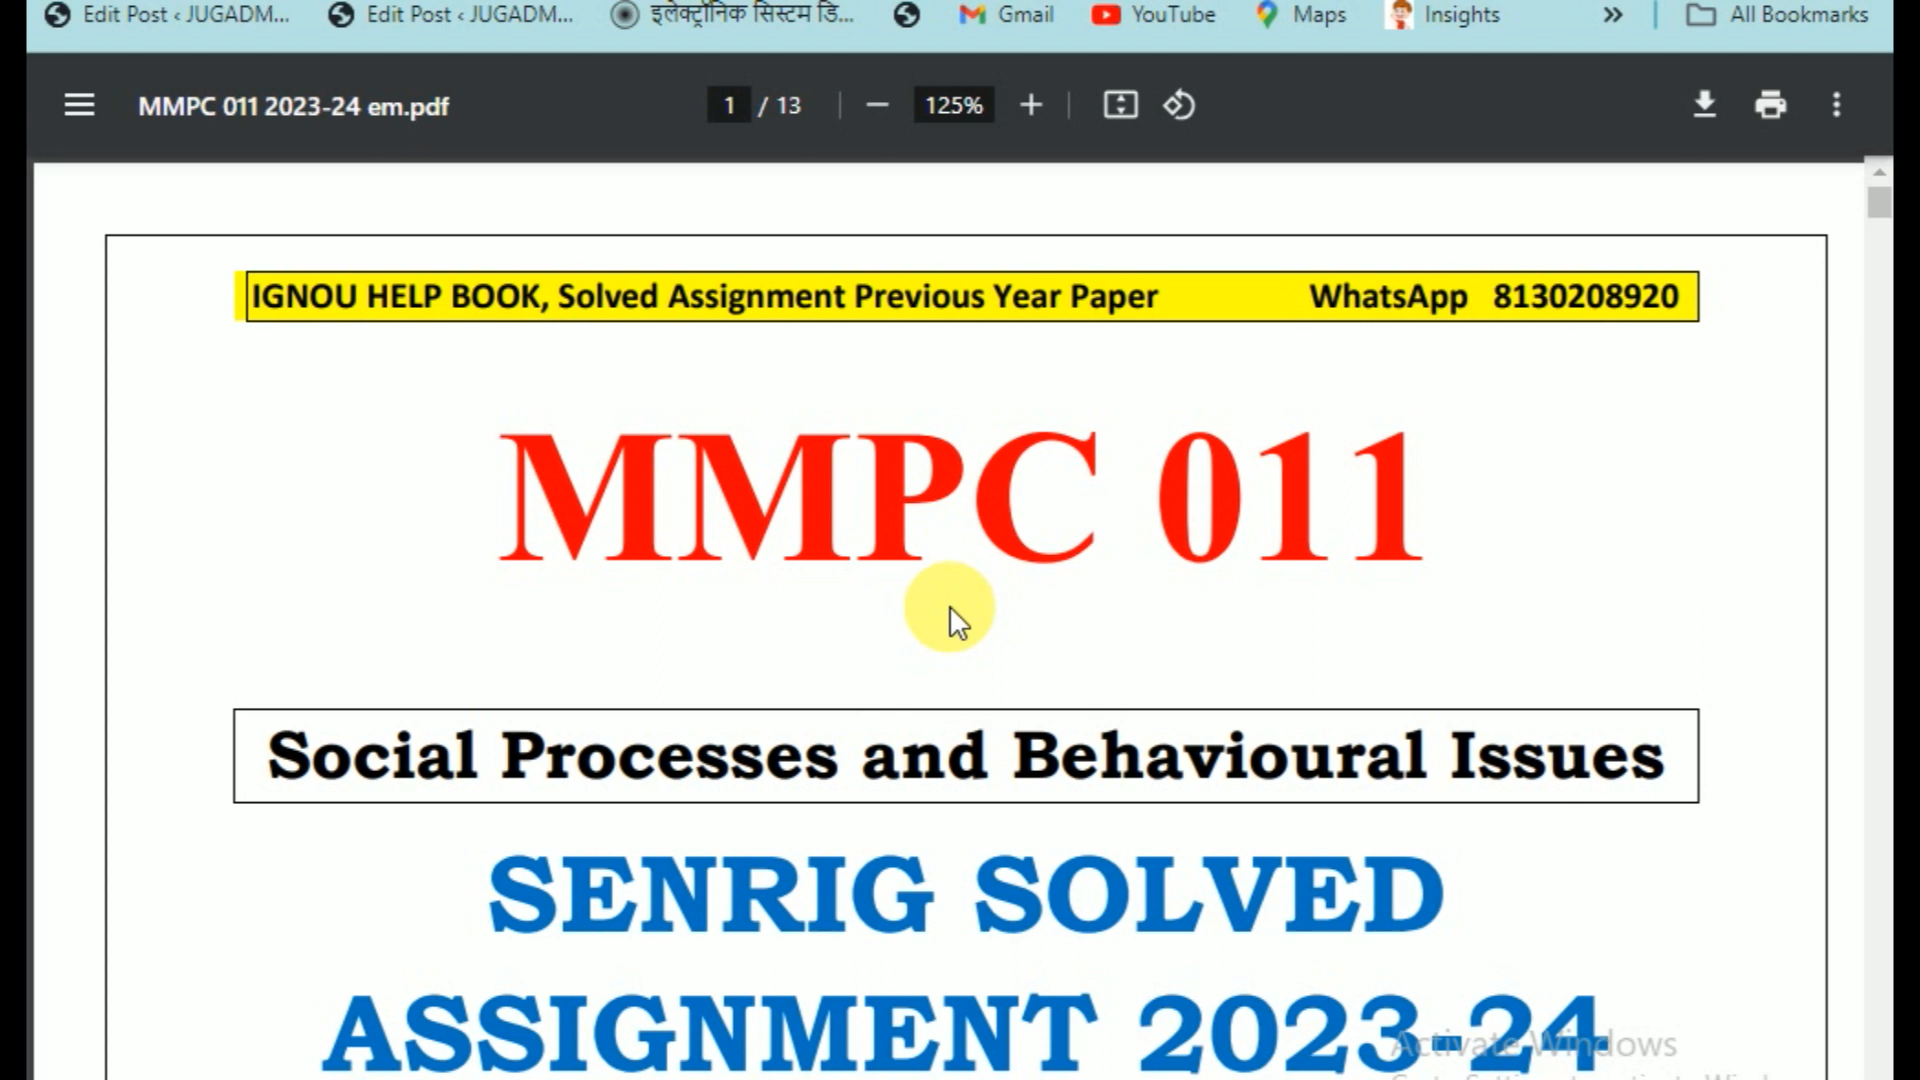 Edit Post ‹ JUGADM... Edit Post ‹ JUGADM... इलेक्ट्रॉनिक सिस्टम डि... Gmail YouTube Maps Insights » All Bookmarks
MMPC 011 2023-24 em.pdf 1 / 13 125%
IGNOU HELP BOOK, Solved Assignment Previous Year Paper WhatsApp 8130208920
MMPC 011
Social Processes and Behavioural Issues
SENRIG SOLVED
ASSIGNMENT 2023-24
Activate Windows